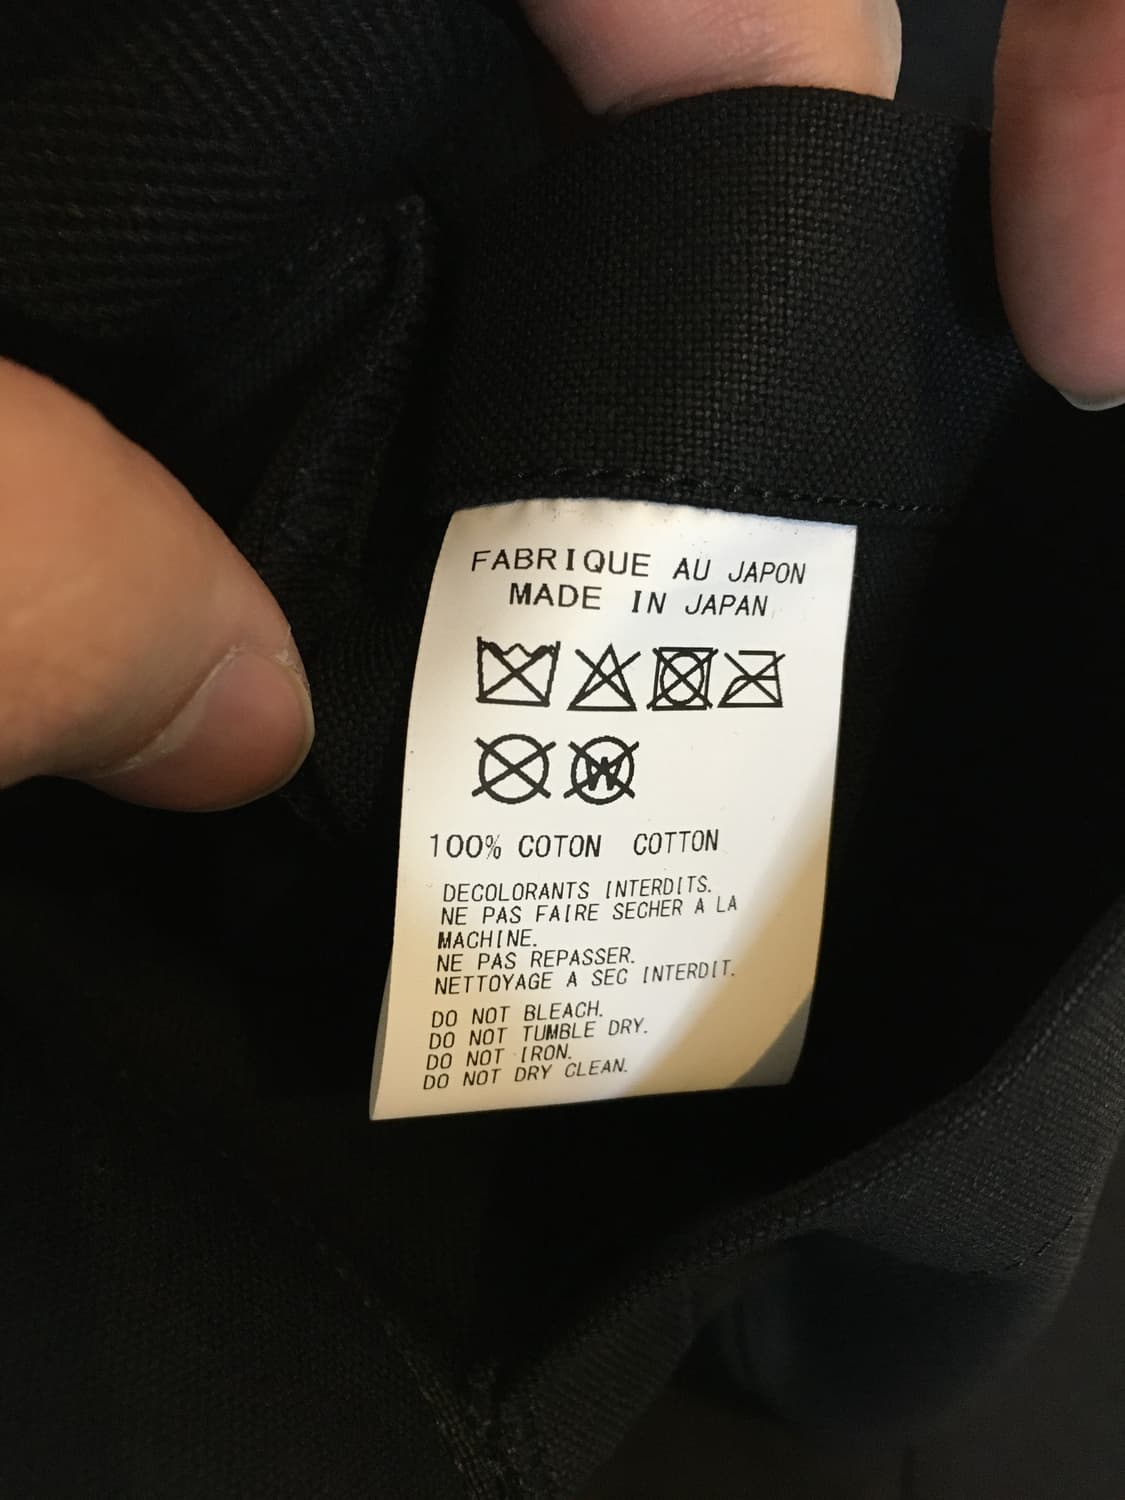 FABRIQUE AU JAPON
MADE IN JAPAN
W
100% COTON COTTON
DECOLORANTS INTERDITS.
NE PAS FAIRE SECHER A LA
MACHINE.
NE PAS REPASSER.
NETTOYAGE A SEC INTERDIT.
DO NOT BLEACH.
DO NOT TUMBLE DRY.
DO NOT IRON.
DO NOT DRY CLEAN.